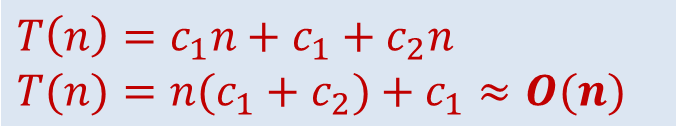 T(n) = c₁n + c₁ + c₂n
T(n) = n(c₁ + c₂) + c₁ ≈ O(n)